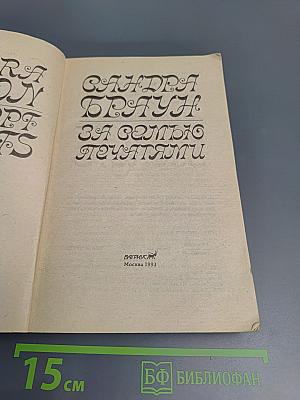 САНДРА
БРАУН
ЗА СЕМЬЮ
ПЕЧАТЯМИ
Москва 1993
15 см
БФ БИБЛИОФАН